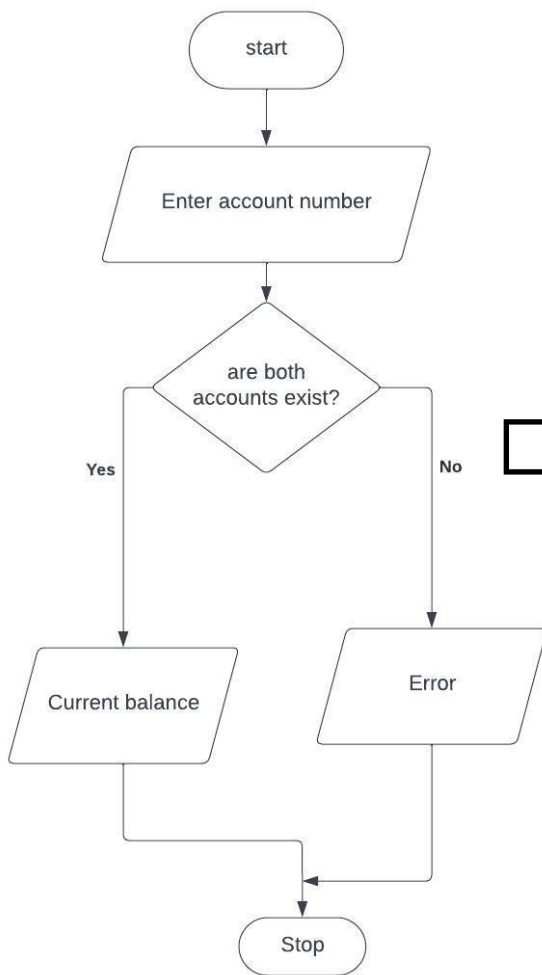 start
Enter account number
are both
accounts exist?
Yes
No
Current balance
Error
Stop